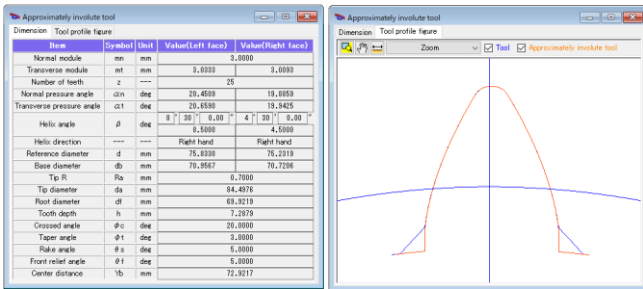 Approximately involute tool
Dimension Tool profile figure
Item Symbol Unit Value(Left face) Value(Right face)
Normal module mn mm 3.0000
Transverse module mt mm 3.0333 3.0093
Number of teeth z --- 25
Normal pressure angle αn deg 20.4509 19.8859
Transverse pressure angle αt deg 20.6590 19.9425
Helix angle β deg 8 ° 30 ' 0.00 " 4 ° 30 ' 0.00 "
8.5000 4.5000
Helix direction --- --- Right hand Right hand
Reference diameter d mm 75.8330 75.2319
Base diameter db mm 70.9567 70.7206
Tip R Ra mm 0.7000
Tip diameter da mm 84.4976
Root diameter df mm 69.9219
Tooth depth h mm 7.2879
Crossed angle φc deg 20.0000
Taper angle φt deg 3.0000
Rake angle θs deg 5.0000
Front relief angle θf deg 5.0000
Center distance Yb mm 72.9217
Approximately involute tool
Dimension Tool profile figure
Zoom Tool Approximately involute tool